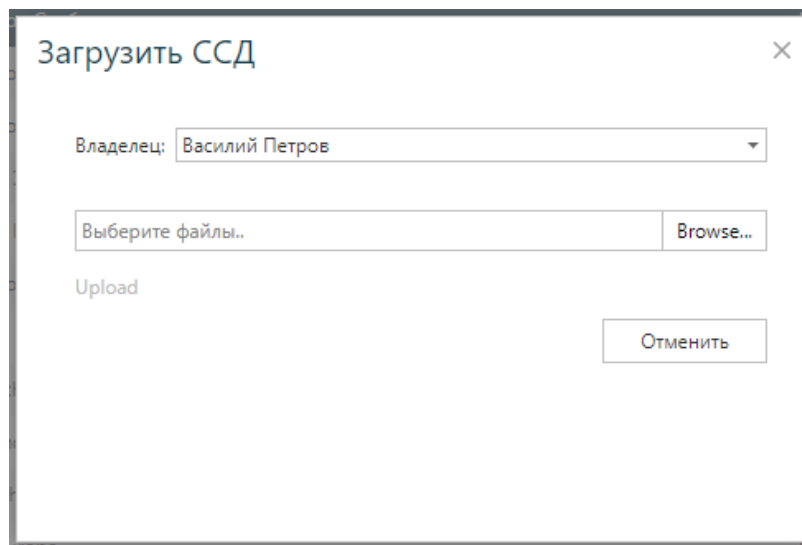 Загрузить ССД
Владелец: Василий Петров
Выберите файлы.. Browse...
Upload
Отменить